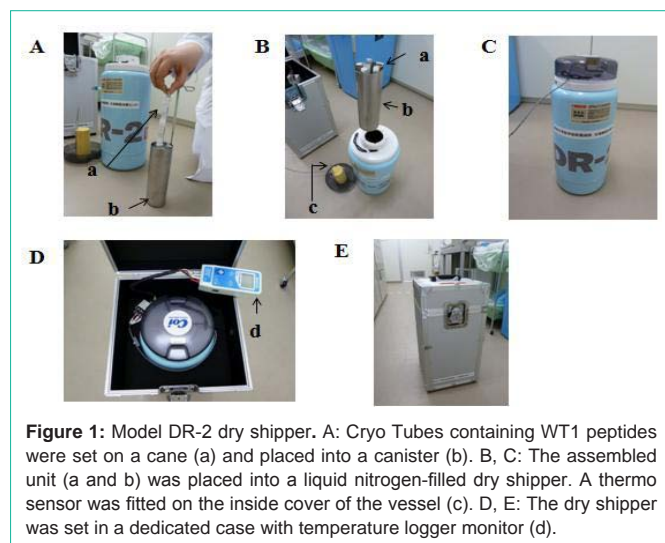 A
B
C
a
b
a
b
c
DR-2
DR-
D
E
d
Figure 1: Model DR-2 dry shipper. A: Cryo Tubes containing WT1 peptides
were set on a cane (a) and placed into a canister (b). B, C: The assembled
unit (a and b) was placed into a liquid nitrogen-filled dry shipper. A thermo
sensor was fitted on the inside cover of the vessel (c). D, E: The dry shipper
was set in a dedicated case with temperature logger monitor (d).